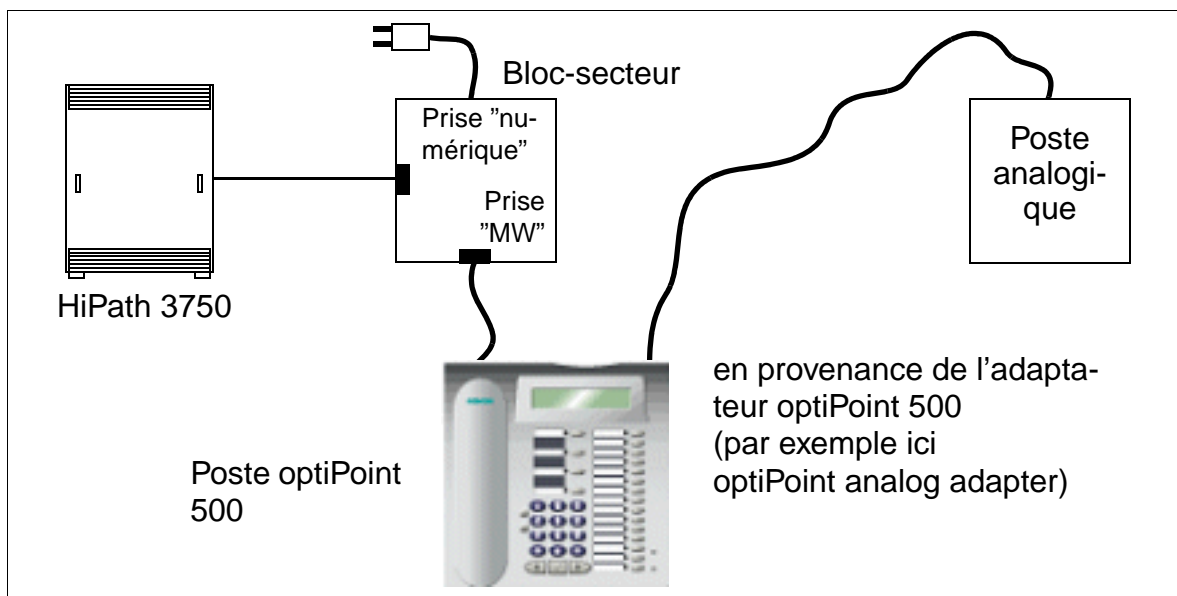 Bloc-secteur
Prise ”nu-
mérique”
Prise
”MW”
Poste
analogi-
que
HiPath 3750
en provenance de l’adapta-
teur optiPoint 500
(par exemple ici
optiPoint analog adapter)
Poste optiPoint
500